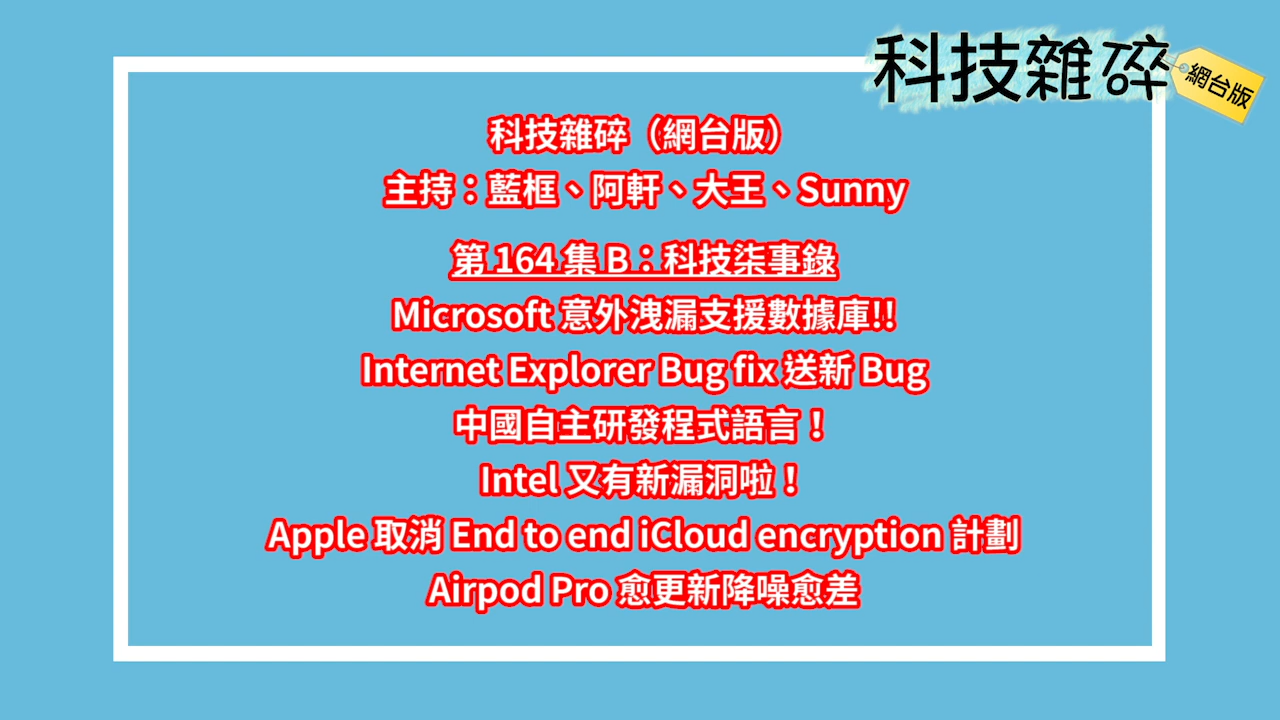 科技雜碎
網台版
科技雜碎（網台版）
主持：藍框、阿軒、大王、Sunny
第 164 集 B：科技柒事錄
Microsoft 意外洩漏支援數據庫!!
Internet Explorer Bug fix 送新 Bug
中國自主研發程式語言！
Intel 又有新漏洞啦！
Apple 取消 End to end iCloud encryption 計劃
Airpod Pro 愈更新降噪愈差